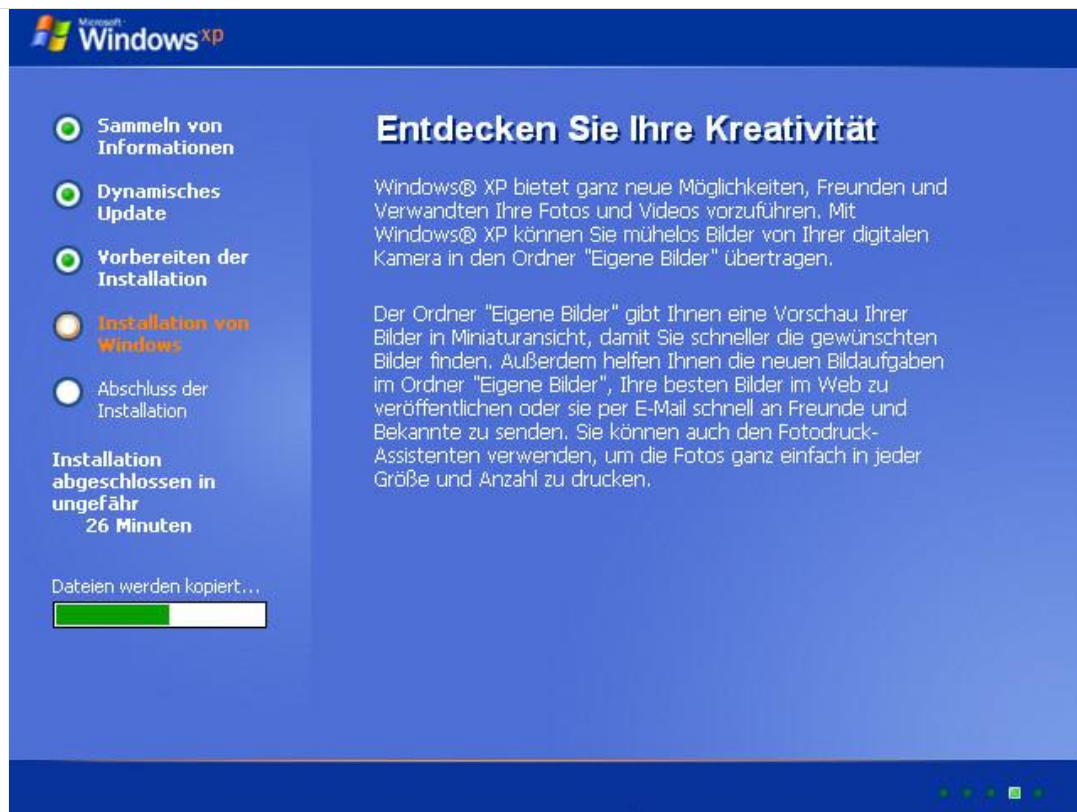 Microsoft
Windows xp
Sammeln von
Informationen
Dynamisches
Update
Vorbereiten der
Installation
Installation von
Windows
Abschluss der
Installation
Installation
abgeschlossen in
ungefähr
26 Minuten
Dateien werden kopiert...
Entdecken Sie Ihre Kreativität
Windows® XP bietet ganz neue Möglichkeiten, Freunden und
Verwandten Ihre Fotos und Videos vorzuführen. Mit
Windows® XP können Sie mühelos Bilder von Ihrer digitalen
Kamera in den Ordner "Eigene Bilder" übertragen.
Der Ordner "Eigene Bilder" gibt Ihnen eine Vorschau Ihrer
Bilder in Miniaturansicht, damit Sie schneller die gewünschten
Bilder finden. Außerdem helfen Ihnen die neuen Bildaufgaben
im Ordner "Eigene Bilder", Ihre besten Bilder im Web zu
veröffentlichen oder sie per E-Mail schnell an Freunde und
Bekannte zu senden. Sie können auch den Fotodruck-
Assistenten verwenden, um die Fotos ganz einfach in jeder
Größe und Anzahl zu drucken.